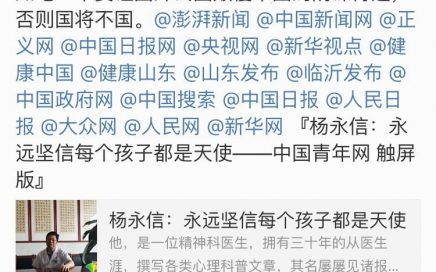 否则国将不国。@澎湃新闻 @中国新闻网 @正
义网 @中国日报网 @央视网 @新华视点 @健
康中国 @健康山东 @山东发布 @临沂发布 @
中国政府网 @中国搜索 @中国日报 @人民日
报 @大众网 @人民网 @新华网 『杨永信：永
远坚信每个孩子都是天使——中国青年网 触屏
版』
杨永信：永远坚信每个孩子都是天使
他，是一位精神科医生，拥有三十年的从医生
涯，撰写各类心理科普文章，其名屡屡见诸报...